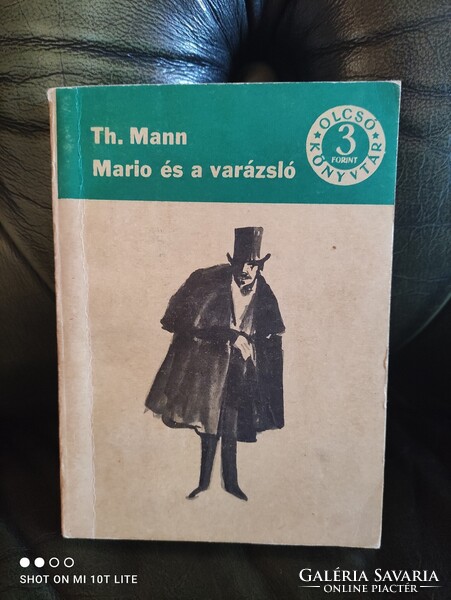 Th. Mann
Mario és a varázsló
OLCSÓ
3
FORINT
KÖNYVTÁR
SHOT ON MI 10T LITE
GALÉRIA SAVARIA
ONLINE PIACTÉR